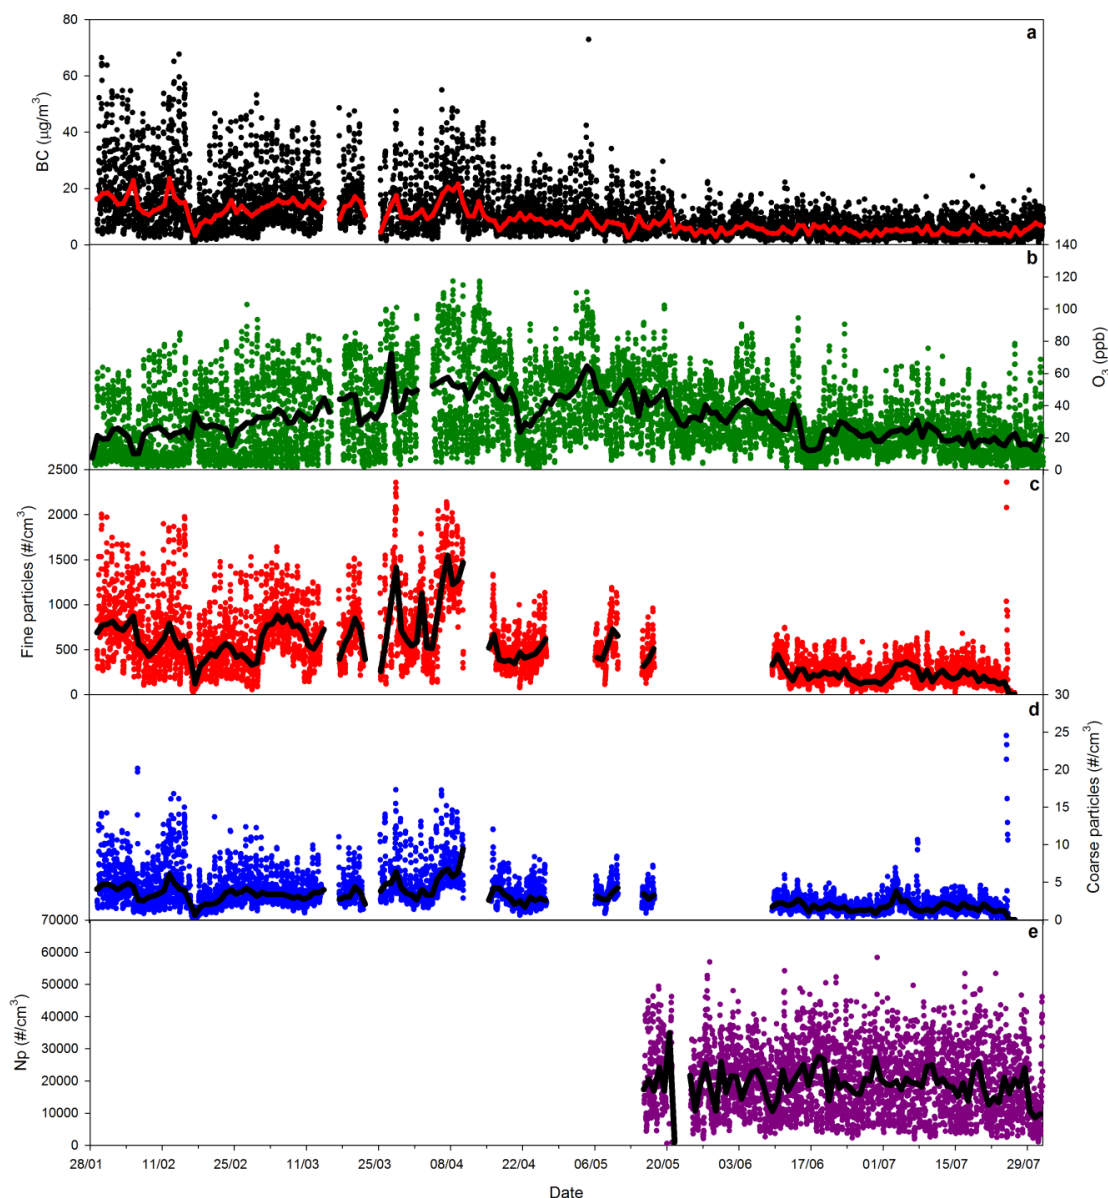 a
80
60
40
20
0
BC (µg/m³)
b
140
120
100
80
60
40
20
0
O₃ (ppb)
c
2500
2000
1500
1000
500
0
Fine particles (#/cm³)
d
30
25
20
15
10
5
0
Coarse particles (#/cm³)
e
70000
60000
50000
40000
30000
20000
10000
0
Np (#/cm³)
28/01 11/02 25/02 11/03 25/03 08/04 22/04 06/05 20/05 03/06 17/06 01/07 15/07 29/07
Date